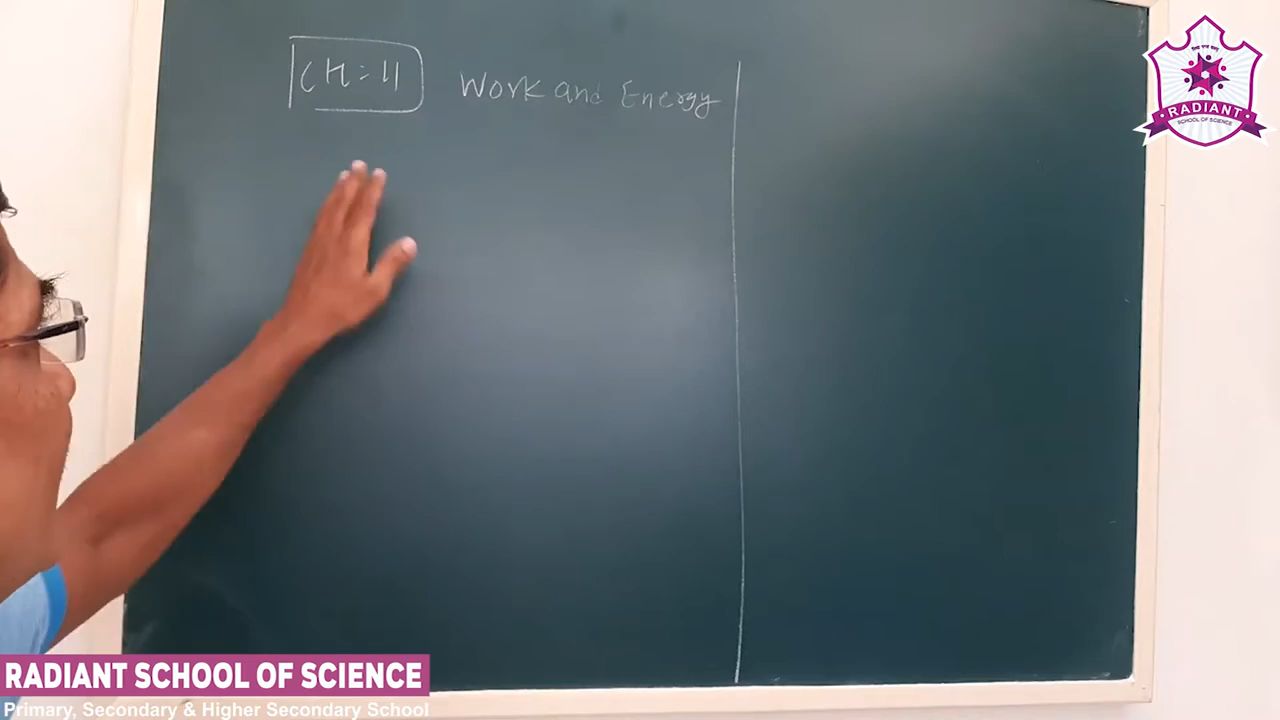 CH = 11 Work and Energy
RADIANT
SCHOOL OF SCIENCE
RADIANT SCHOOL OF SCIENCE
Primary, Secondary & Higher Secondary School